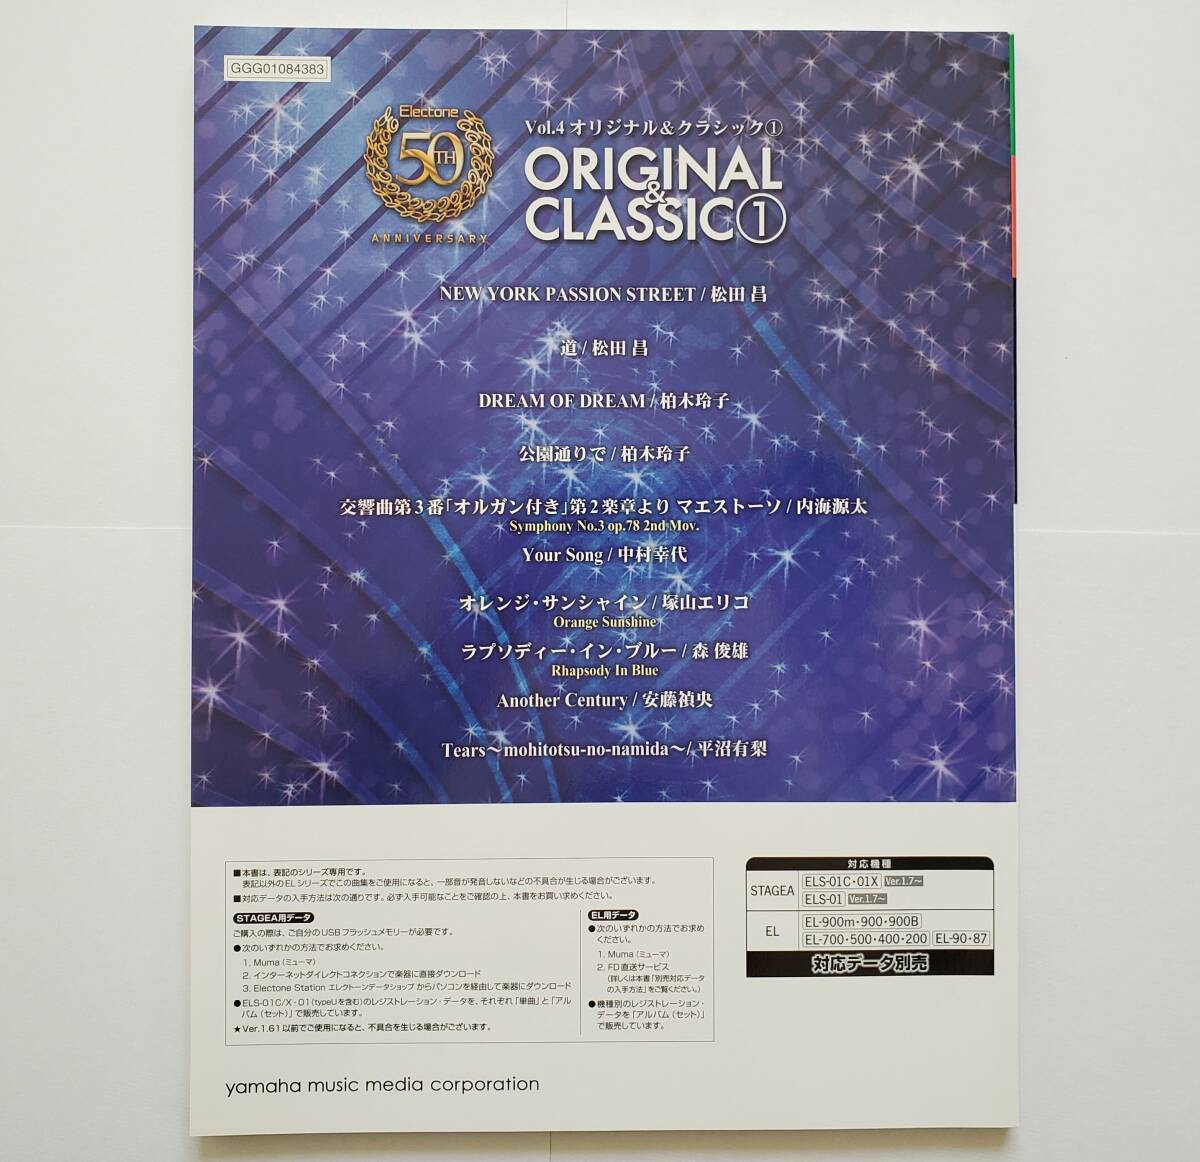 GGG01084383
Electone
50TH
ANNIVERSARY
Vol.4 オリジナル&クラシック①
ORIGINAL
&
CLASSIC①
NEW YORK PASSION STREET / 松田 昌
道 / 松田 昌
DREAM OF DREAM / 柏木玲子
公園通りで / 柏木玲子
交響曲第3番「オルガン付き」第2楽章より マエストーソ / 内海源太
Symphony No.3 op.78 2nd Mov.
Your Song / 中村幸代
オレンジ・サンシャイン / 塚山エリコ
Orange Sunshine
ラプソディー・イン・ブルー / 森 俊雄
Rhapsody In Blue
Another Century / 安藤禎央
Tears～mohitotsu-no-namida～ / 平沼有梨
■本書は、表記のシリーズ専用です。
表記以外のELシリーズでこの曲集をご使用になると、一部音が発音しないなどの不具合が生じる場合がございます。
■対応データの入手方法は次の通りです。必ず入手可能なことをご確認の上、本書をお買い求めください。
STAGEA用データ
ご購入の際は、ご自分のUSBフラッシュメモリーが必要です。
●次のいずれかの方法でお求めください。
1. Muma（ミューマ）
2. インターネットダイレクトコネクションで楽器に直接ダウンロード
3. Electone Station エレクトーンデータショップ からパソコンを経由して楽器にダウンロード
●ELS-01C/X・01(typeUを含む)のレジストレーション・データを、それぞれ「単曲」と「アル
バム（セット）」で販売しています。
★Ver.1.61以前でご使用になると、不具合を生じる場合がございます。
EL用データ
●次のいずれかの方法でお求め
ください。
1. Muma（ミューマ）
2. FD直送サービス
（詳しくは本書「別売対応データ
の入手方法」をご覧ください。）
●機種別のレジストレーション・
データを「アルバム（セット）」
で販売しています。
対応機種
STAGEA
ELS-01C・01X Ver.1.7～
ELS-01 Ver.1.7～
EL
EL-900m・900・900B
EL-700・500・400・200 EL-90・87
対応データ別売
yamaha music media corporation